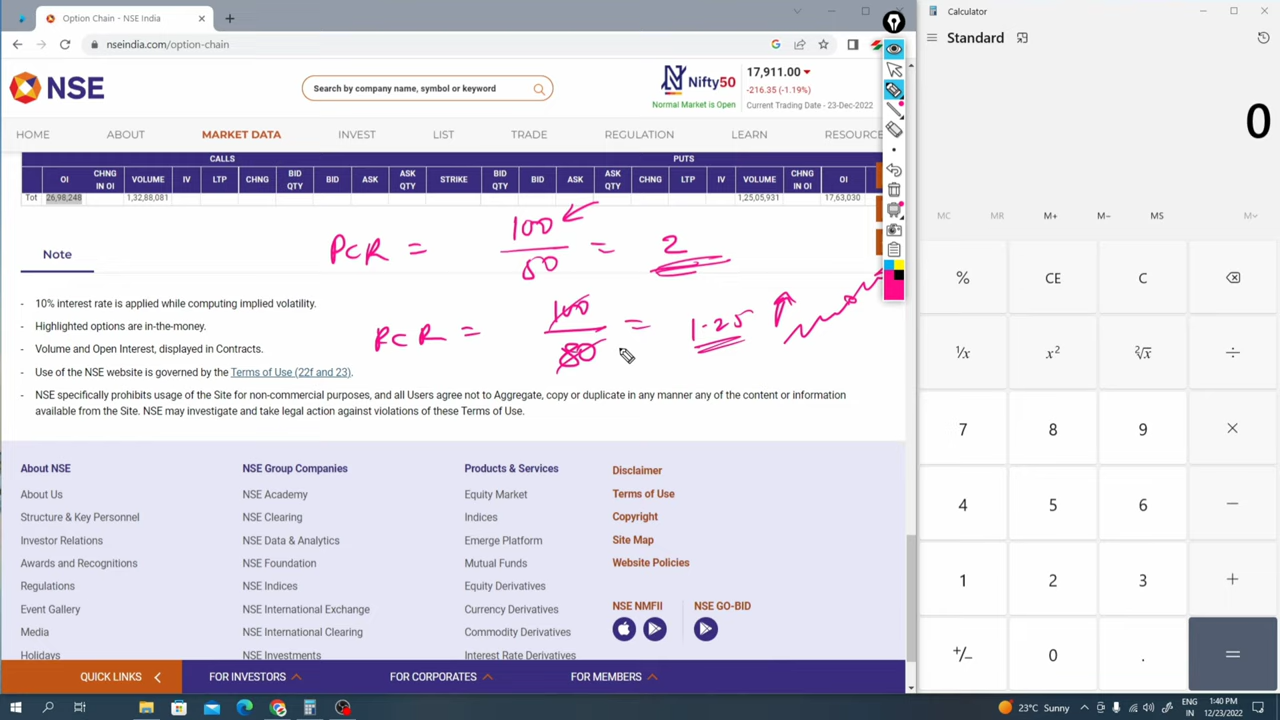 Option Chain - NSE India
nseindia.com/option-chain
NSE
Search by company name, symbol or keyword
Nifty50
Normal Market is Open
17,911.00
-216.35 (-1.19%)
Current Trading Date - 23-Dec-2022
HOME ABOUT MARKET DATA INVEST LIST TRADE REGULATION LEARN RESOURCE
CALLS PUTS
OI CHNG IN OI VOLUME IV LTP CHNG BID QTY BID ASK ASK QTY STRIKE BID QTY BID ASK ASK QTY CHNG LTP IV VOLUME CHNG IN OI OI
Tot 26,98,248 1,32,88,081 1,25,05,931 17,63,030
PCR = 100 / 50 = 2
Note
- 10% interest rate is applied while computing implied volatility.
- Highlighted options are in-the-money.
Volume and Open Interest, displayed in Contracts.
- Use of the NSE website is governed by the Terms of Use (22f and 23).
- NSE specifically prohibits usage of the Site for non-commercial purposes, and all Users agree not to Aggregate, copy or duplicate in any manner any of the content or information
available from the Site. NSE may investigate and take legal action against violations of these Terms of Use.
PCR = 100 / 80 = 1.25
About NSE
About Us
Structure & Key Personnel
Investor Relations
Awards and Recognitions
Regulations
Event Gallery
Media
Holidays
NSE Group Companies
NSE Academy
NSE Clearing
NSE Data & Analytics
NSE Foundation
NSE Indices
NSE International Exchange
NSE International Clearing
NSE Investments
Products & Services
Equity Market
Indices
Emerge Platform
Mutual Funds
Equity Derivatives
Currency Derivatives
Commodity Derivatives
Interest Rate Derivatives
Disclaimer
Terms of Use
Copyright
Site Map
Website Policies
NSE NMFII NSE GO-BID
QUICK LINKS FOR INVESTORS FOR CORPORATES FOR MEMBERS
Calculator
Standard
0
MC MR M+ M− MS M
% CE C
¹/x x² ²√x ÷
7 8 9 ×
4 5 6 −
1 2 3 +
+/− 0 . =
23°C Sunny
ENG
IN
1:40 PM
12/23/2022